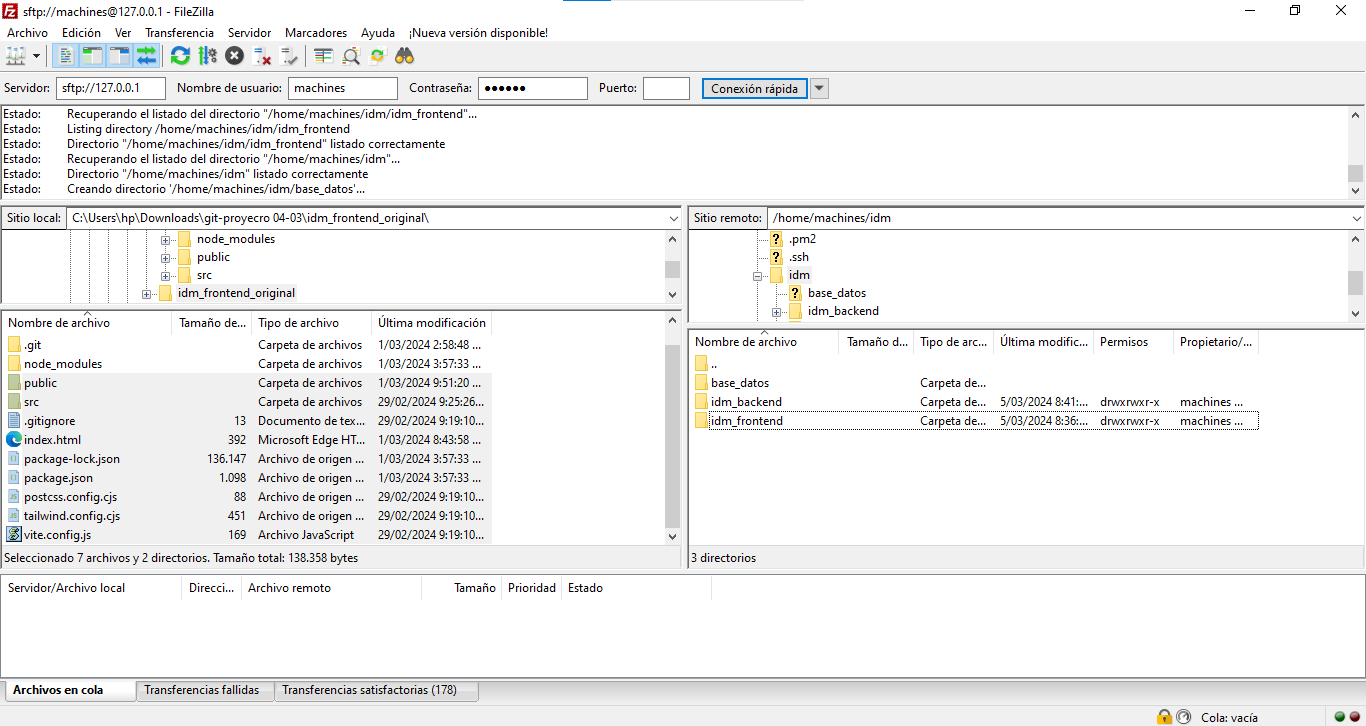 sftp://machines@127.0.0.1 - FileZilla
Archivo Edición Ver Transferencia Servidor Marcadores Ayuda ¡Nueva versión disponible!
Servidor: sftp://127.0.0.1 Nombre de usuario: machines Contraseña: ●●●●●● Puerto: Conexión rápida
Estado: Recuperando el listado del directorio "/home/machines/idm/idm_frontend"...
Estado: Listing directory /home/machines/idm/idm_frontend
Estado: Directorio "/home/machines/idm/idm_frontend" listado correctamente
Estado: Recuperando el listado del directorio "/home/machines/idm"...
Estado: Directorio "/home/machines/idm" listado correctamente
Estado: Creando directorio '/home/machines/idm/base_datos'...
Sitio local: C:\Users\hp\Downloads\git-proyecro 04-03\idm_frontend_original\
node_modules
public
src
idm_frontend_original
Nombre de archivo Tamaño de... Tipo de archivo Última modificación
.git Carpeta de archivos 1/03/2024 2:58:48 ...
node_modules Carpeta de archivos 1/03/2024 3:57:33 ...
public Carpeta de archivos 1/03/2024 9:51:20 ...
src Carpeta de archivos 29/02/2024 9:25:26...
.gitignore 13 Documento de tex... 29/02/2024 9:19:10...
index.html 392 Microsoft Edge HT... 1/03/2024 8:43:58 ...
package-lock.json 136.147 Archivo de origen ... 1/03/2024 3:57:33 ...
package.json 1.098 Archivo de origen ... 1/03/2024 3:57:33 ...
postcss.config.cjs 88 Archivo de origen ... 29/02/2024 9:19:10...
tailwind.config.cjs 451 Archivo de origen ... 29/02/2024 9:19:10...
vite.config.js 169 Archivo JavaScript 29/02/2024 9:19:10...
Seleccionado 7 archivos y 2 directorios. Tamaño total: 138.358 bytes
Sitio remoto: /home/machines/idm
.pm2
.ssh
idm
base_datos
idm_backend
Nombre de archivo Tamaño d... Tipo de arc... Última modific... Permisos Propietario/...
..
base_datos Carpeta de...
idm_backend Carpeta de... 5/03/2024 8:41:... drwxrwxr-x machines ...
idm_frontend Carpeta de... 5/03/2024 8:36:... drwxrwxr-x machines ...
3 directorios
Servidor/Archivo local Direcci... Archivo remoto Tamaño Prioridad Estado
Archivos en cola Transferencias fallidas Transferencias satisfactorias (178)
Cola: vacía